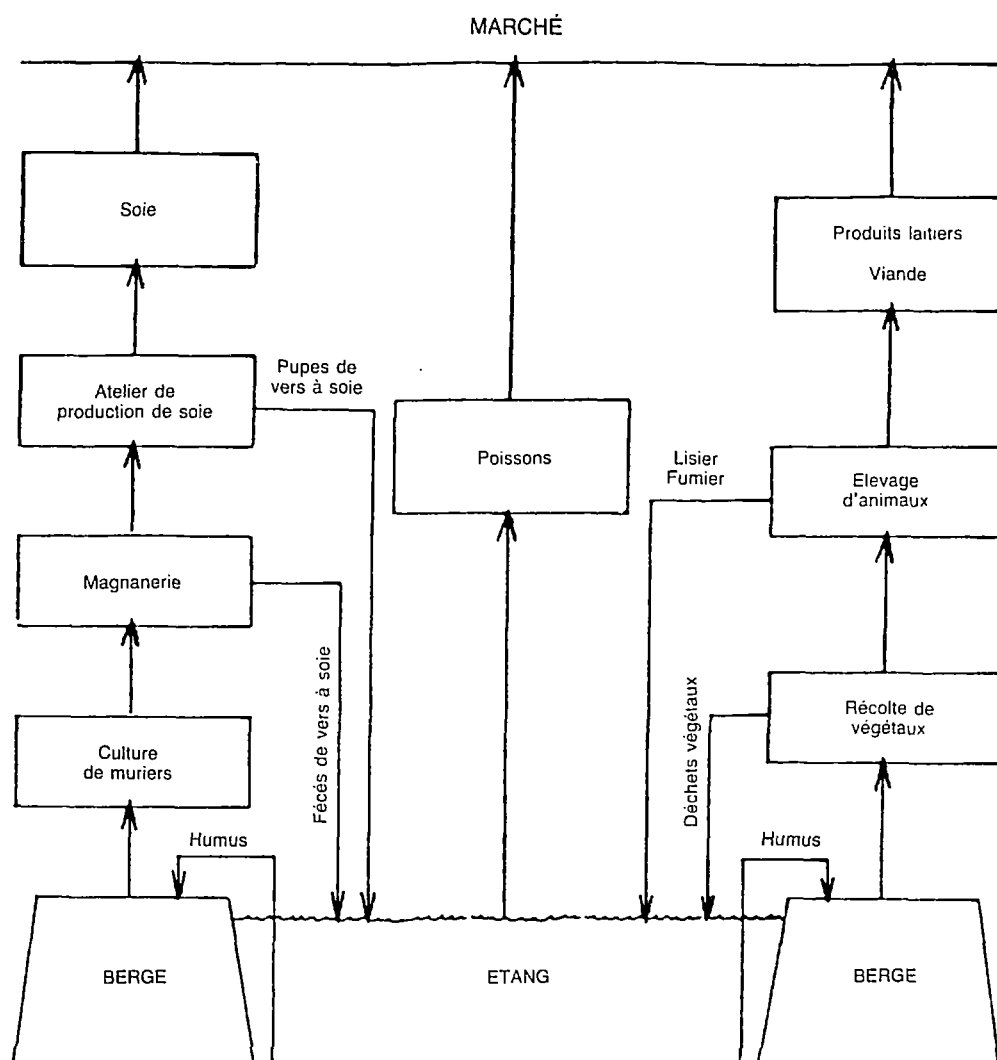 MARCHÉ
Soie
Produits laitiers
Viande
Pupes de
vers à soie
Atelier de
production de soie
Poissons
Lisier
Fumier
Elevage
d'animaux
Magnanerie
Fécés de vers à soie
Déchets végétaux
Récolte de
végétaux
Culture
de muriers
Humus
Humus
BERGE
ETANG
BERGE